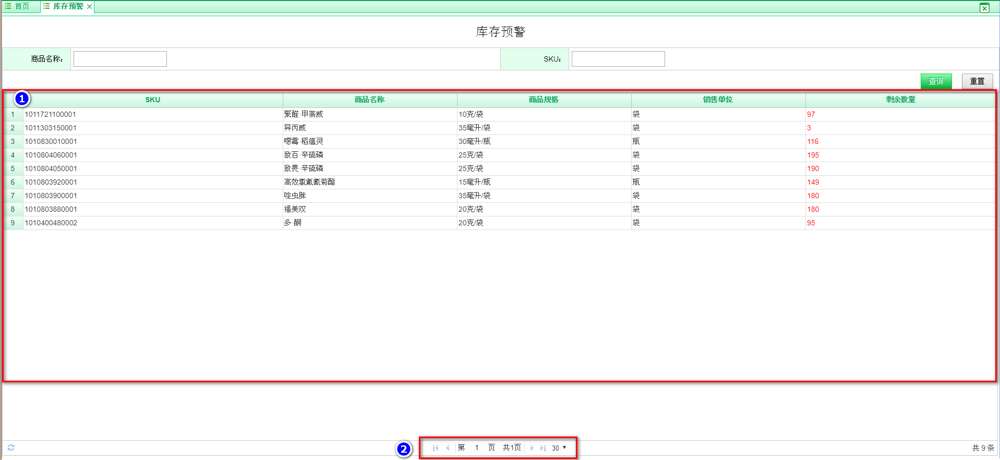 首页 库存预警
库存预警
商品名称： SKU：
查询 重置
1 SKU 商品名称 商品规格 销售单位 剩余数量
1 1011721100001 聚醛·甲萘威 10克/袋 袋 97
2 1011303150001 异丙威 35毫升/袋 袋 3
3 1010830010001 噁霉·稻瘟灵 30毫升/瓶 瓶 116
4 1010804060001 敌百·辛硫磷 25克/袋 袋 195
5 1010804050001 敌畏·辛硫磷 25克/袋 袋 190
6 1010803920001 高效氯氟氰菊酯 15毫升/瓶 瓶 149
7 1010803900001 啶虫脒 35毫升/袋 袋 180
8 1010803880001 福美双 20克/袋 袋 180
9 1010400480002 多·酮 20克/袋 袋 95
2 第 1 页 共1页 30 共 9 条